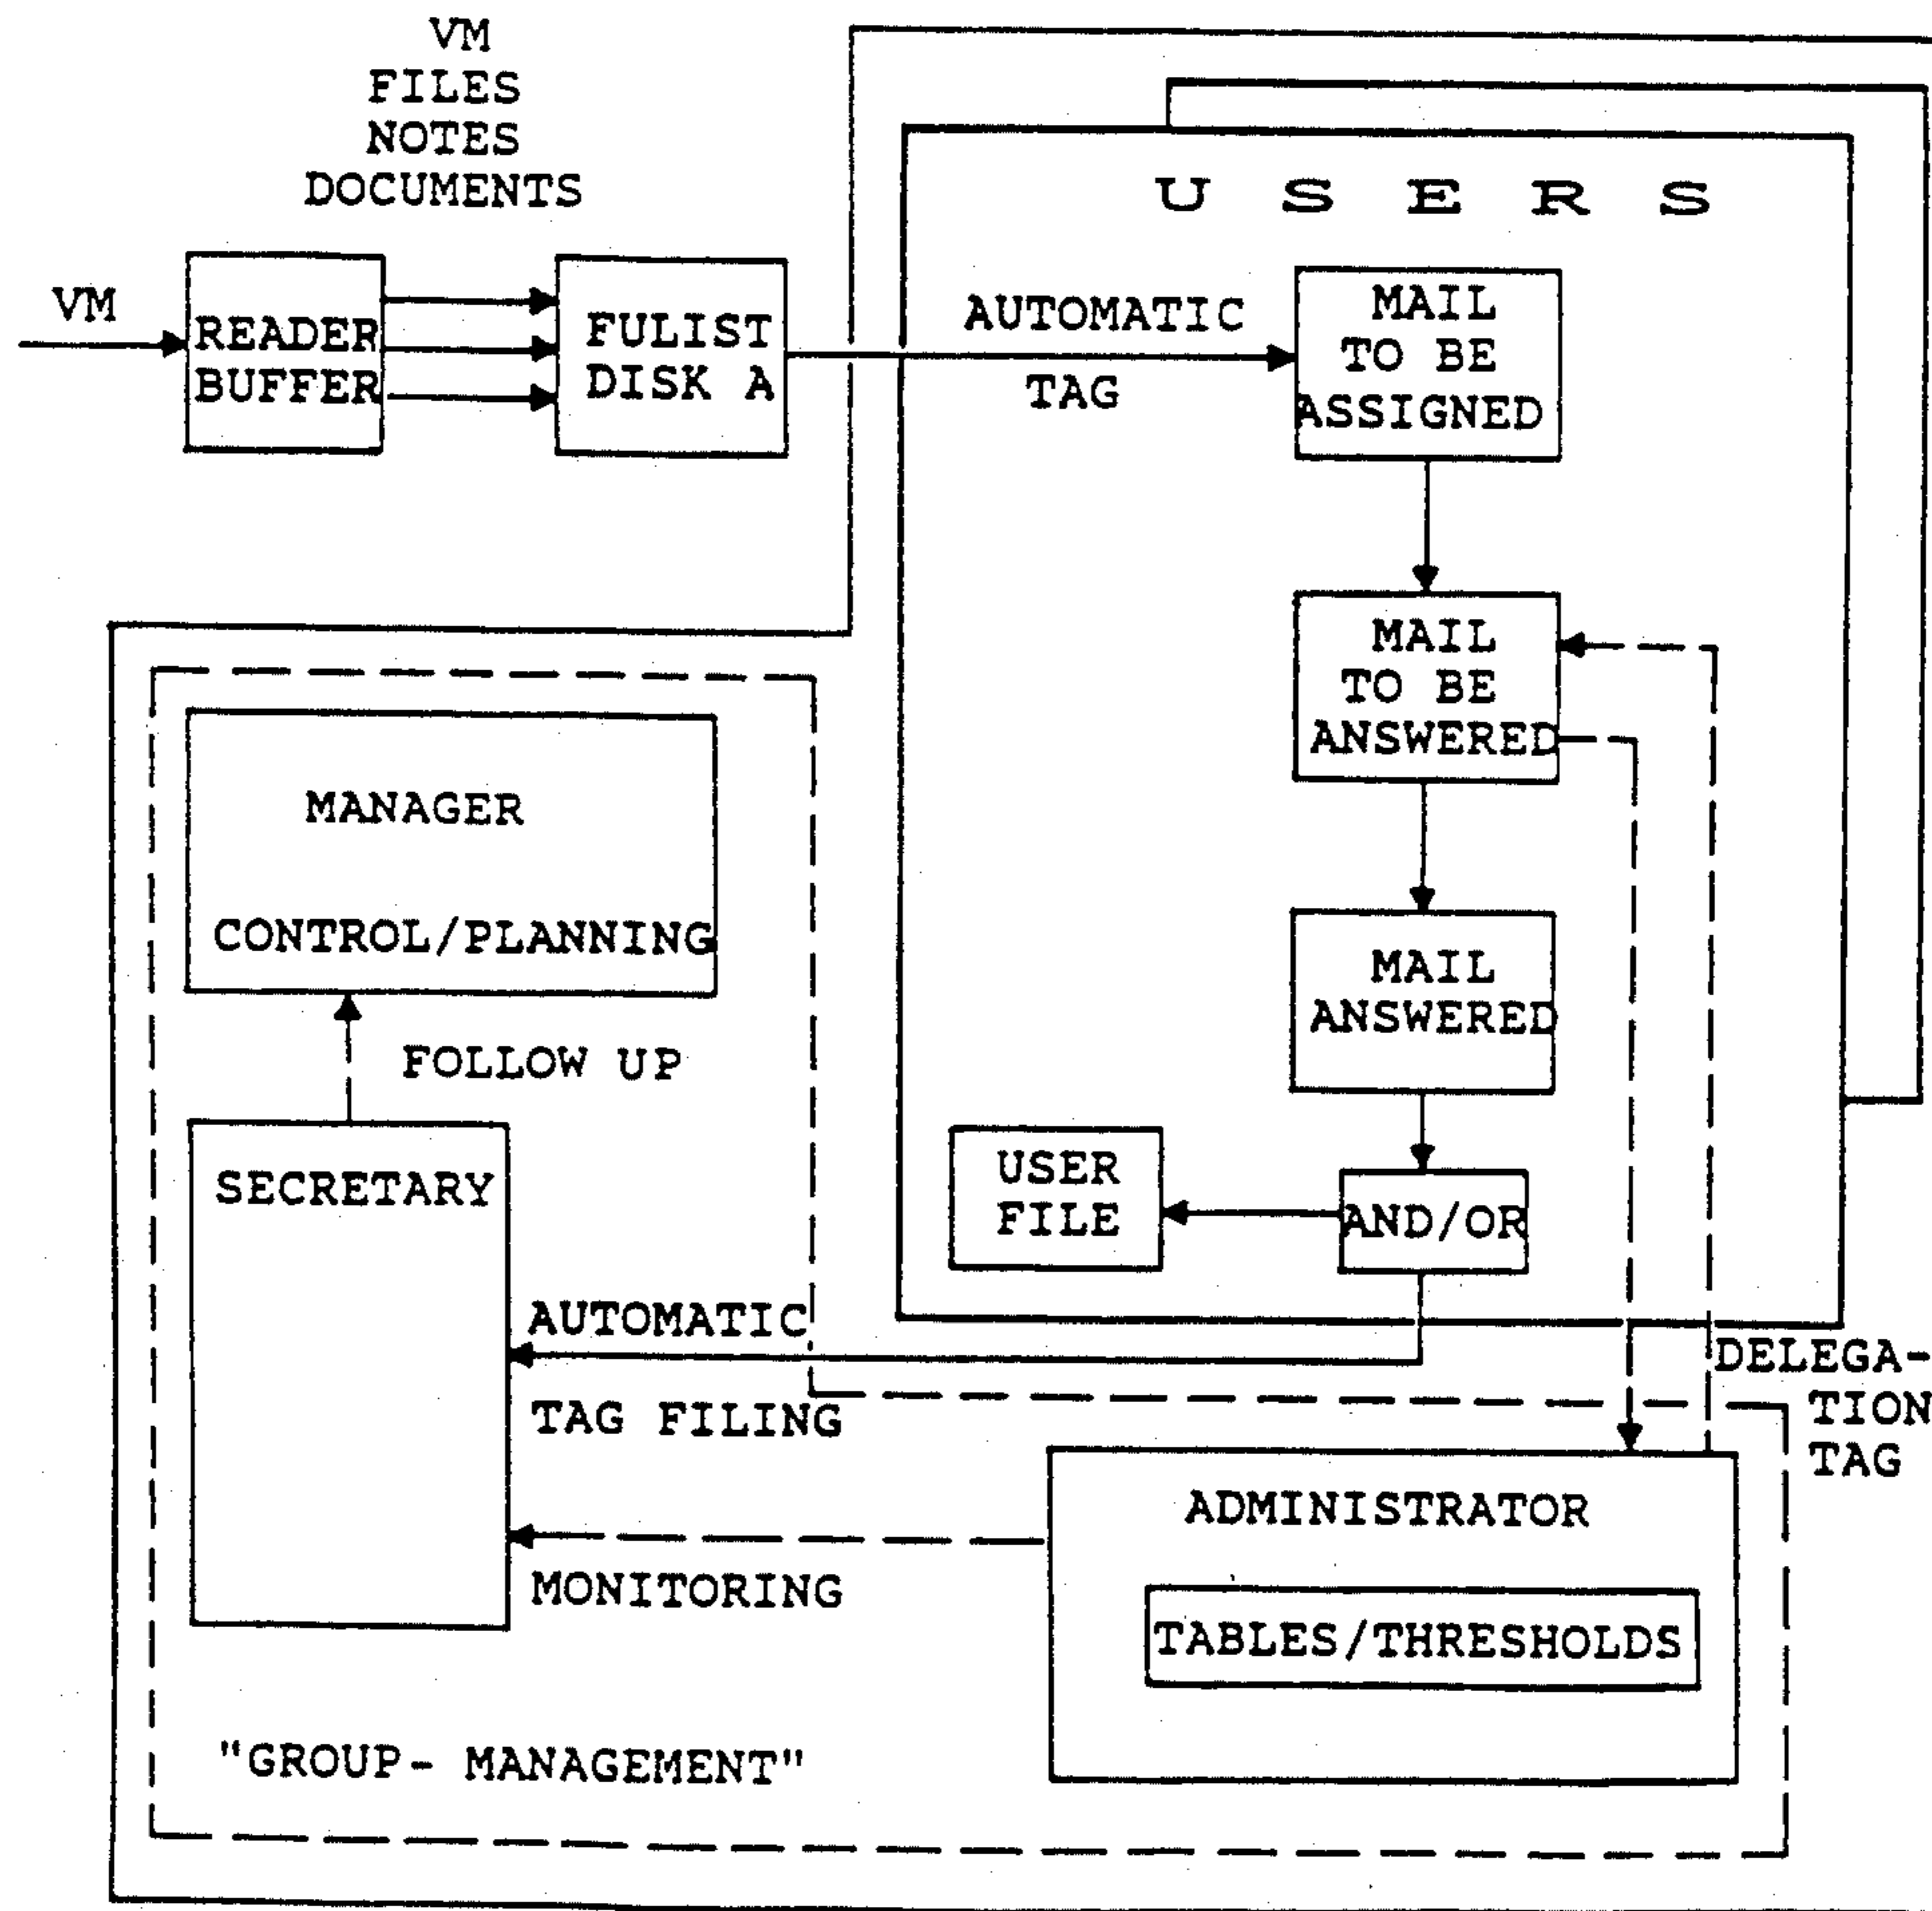 VM
FILES
NOTES
DOCUMENTS
VM
READER
BUFFER
FULIST
DISK A
U S E R S
AUTOMATIC
TAG
MAIL
TO BE
ASSIGNED
MAIL
TO BE
ANSWERED
MAIL
ANSWERED
AND/OR
USER
FILE
MANAGER
CONTROL/PLANNING
FOLLOW UP
SECRETARY
AUTOMATIC
TAG FILING
MONITORING
DELEGA-
TION
TAG
ADMINISTRATOR
TABLES/THRESHOLDS
"GROUP- MANAGEMENT"